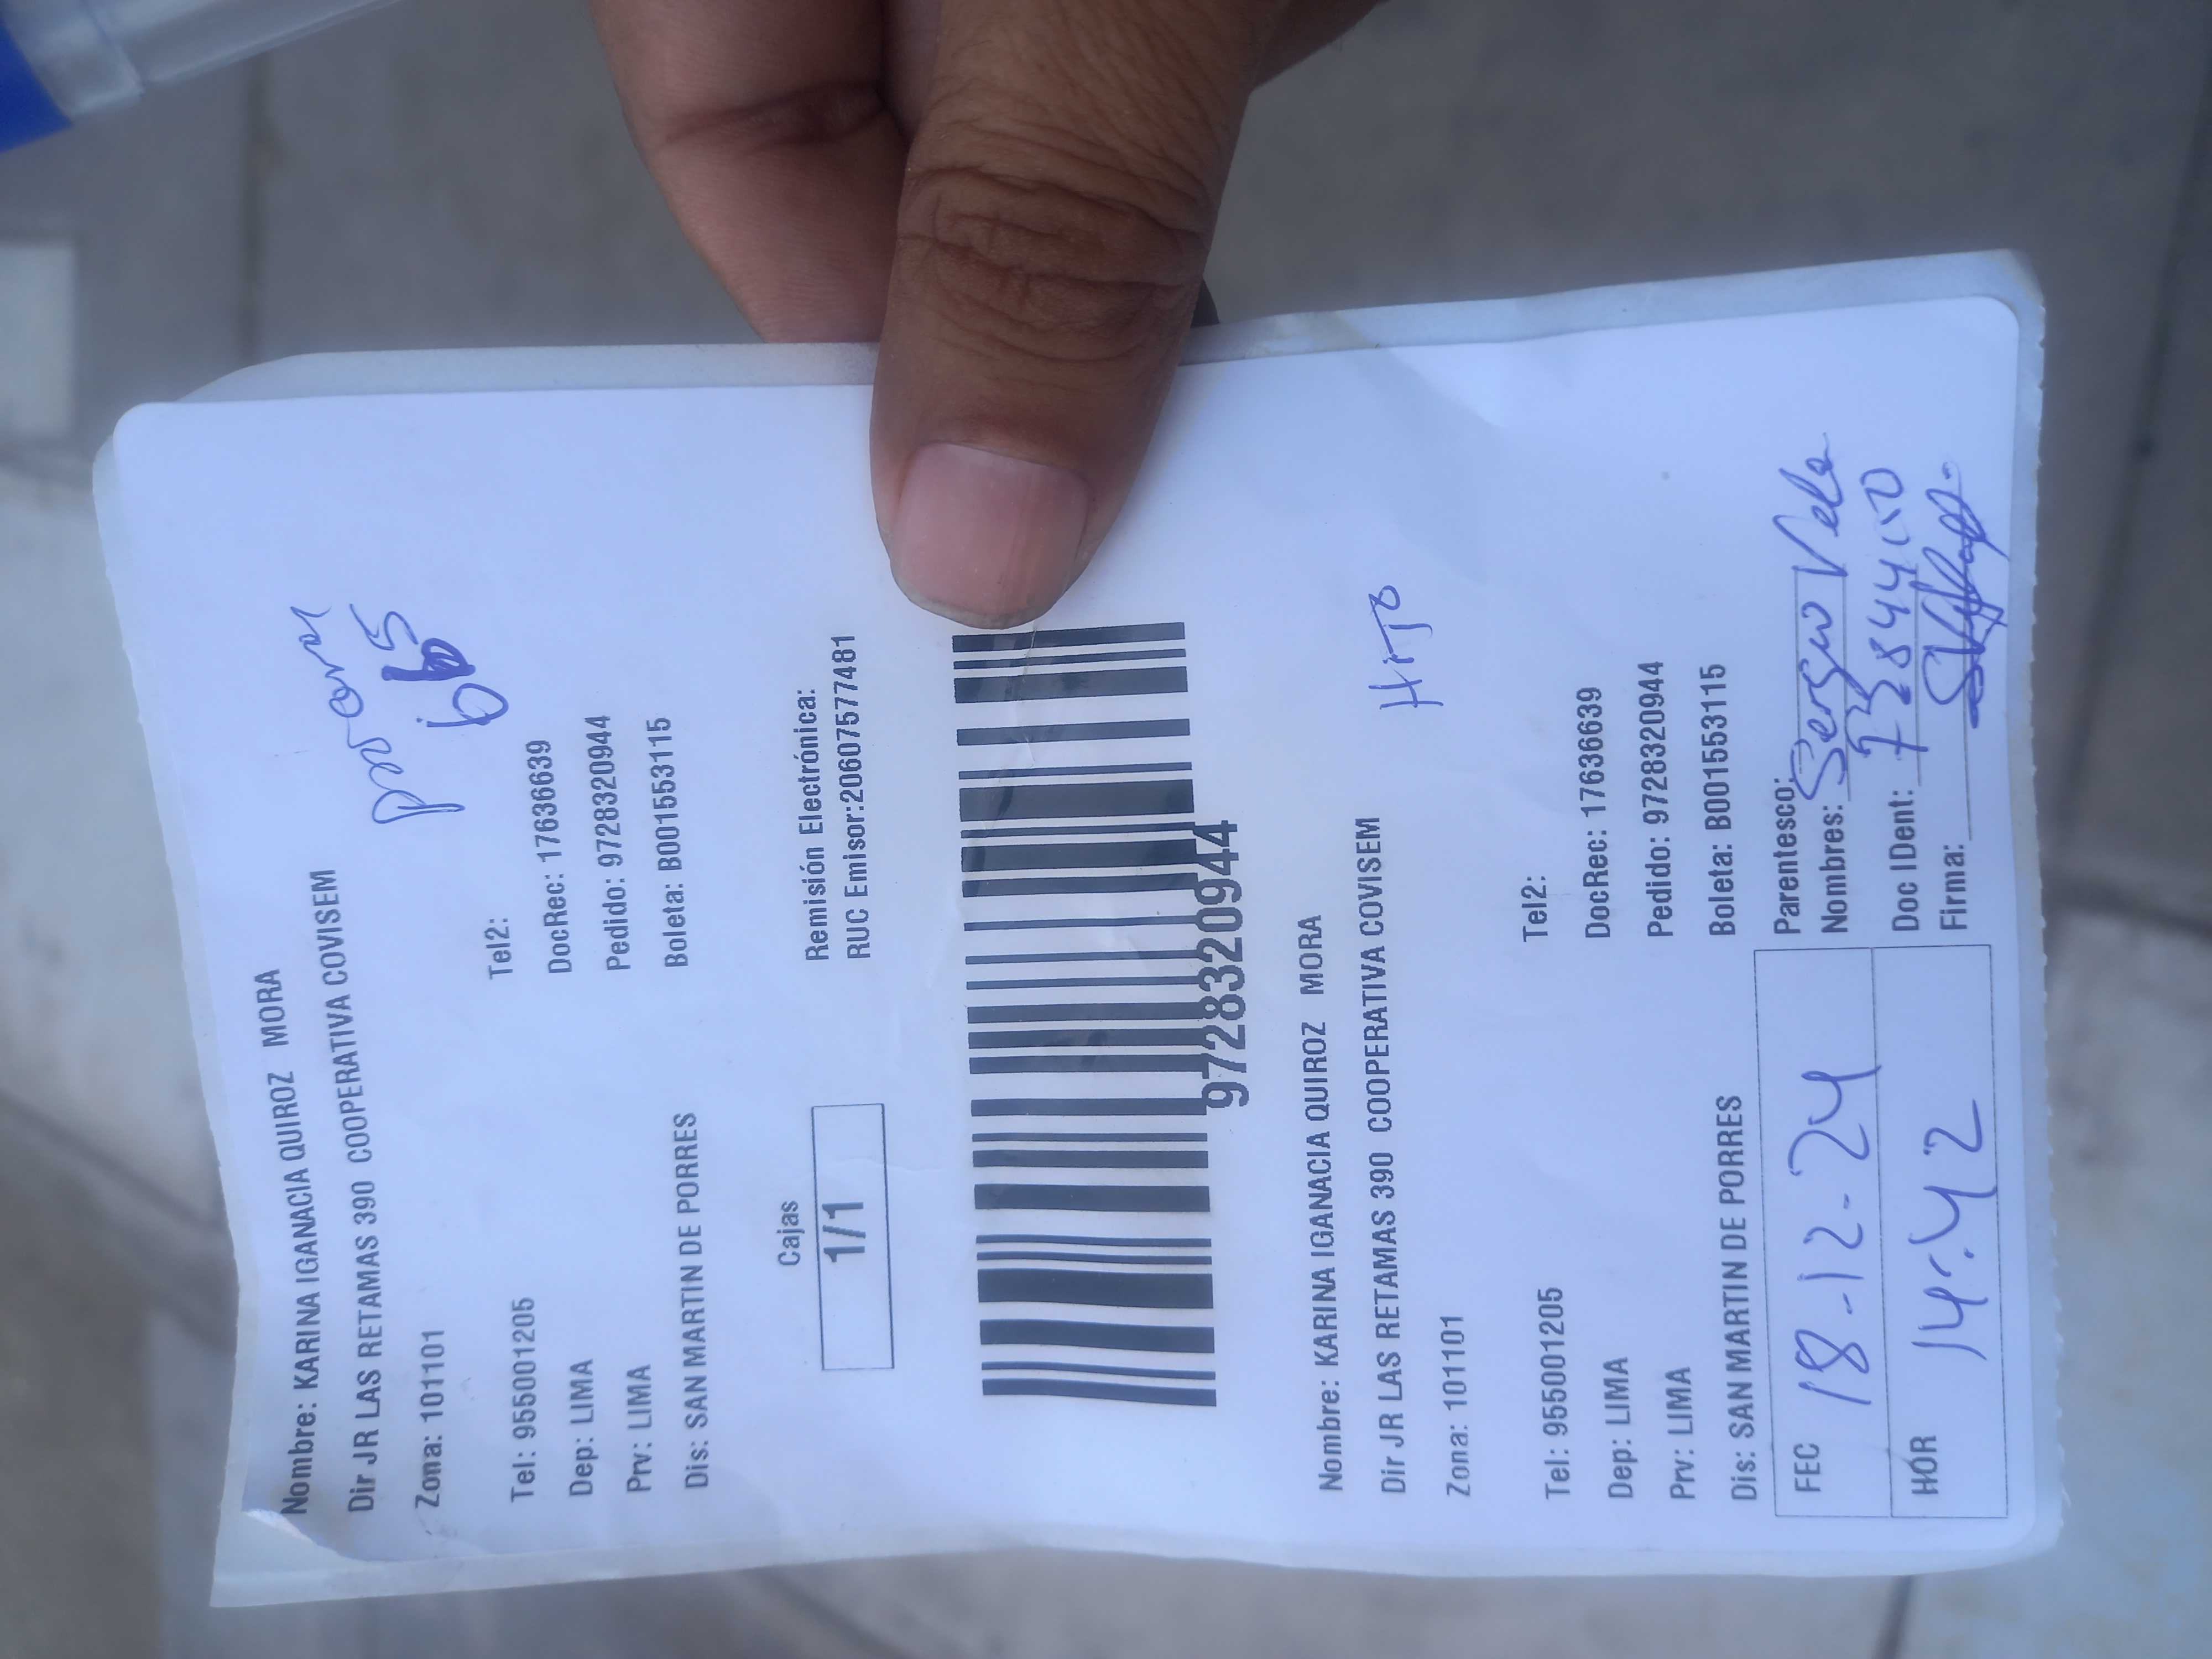 Nombre: KARINA IGANACIA QUIROZ MORA
Dir JR LAS RETAMAS 390 COOPERATIVA COVISEM
Zona: 101101
Tel: 955001205 Tel2:
Dep: LIMA DocRec: 17636639
Prv: LIMA Pedido: 9728320944
Dis: SAN MARTIN DE PORRES Boleta: B001553115
Cajas
1/1
Remisión Electrónica:
RUC Emisor:20607577481
9728320944
Nombre: KARINA IGANACIA QUIROZ MORA
Dir JR LAS RETAMAS 390 COOPERATIVA COVISEM
HITO
Zona: 101101
Tel: 955001205 Tel2:
Dep: LIMA DocRec: 17636639
Prv: LIMA Pedido: 9728320944
Dis: SAN MARTIN DE PORRES Boleta: B001553115
FEC 18-12-24
HOR 14:42
Parentesco:
Nombres: Sergio Vela
Doc IDent:
Firma: